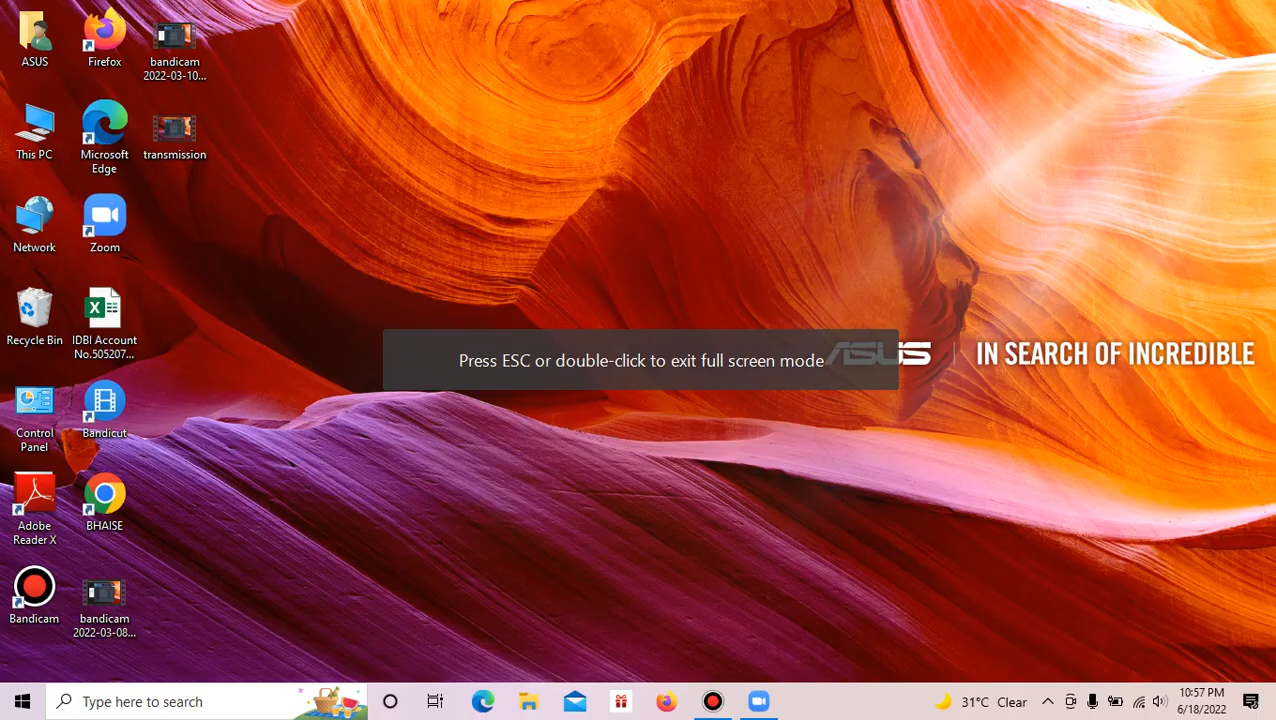 ASUS
Firefox
bandicam
2022-03-10...
This PC
Microsoft
Edge
transmission
Network
Zoom
Recycle Bin
IDBI Account
No.505207...
Control
Panel
Bandicut
Adobe
Reader X
BHAISE
Bandicam
bandicam
2022-03-08...
Press ESC or double-click to exit full screen mode
ASUS
IN SEARCH OF INCREDIBLE
Type here to search
31°C Clear
10:57 PM
6/18/2022